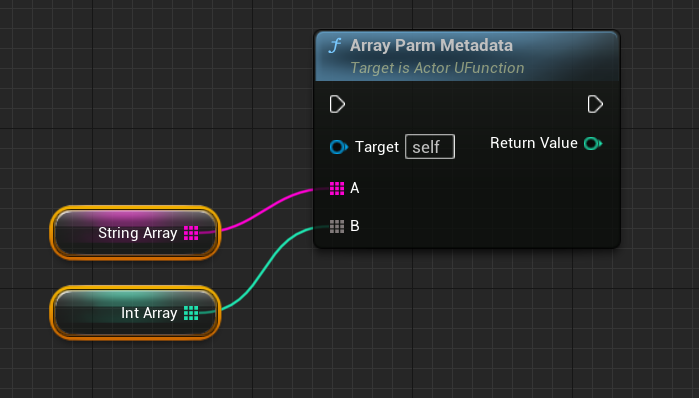 Array Parm Metadata
Target is Actor UFunction
Target self
Return Value
A
String Array
B
Int Array